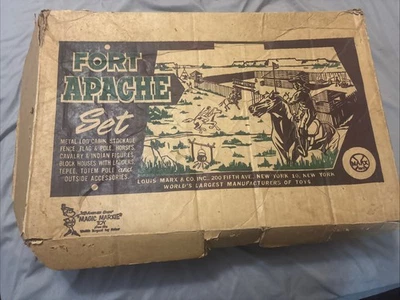 FORT
APACHE
Set
METAL LOG CABIN, STOCKADE
FENCE, FLAG & POLE, HORSES,
CAVALRY & INDIAN FIGURES,
BLOCK HOUSES WITH LADDERS,
TEPEE, TOTEM POLE and
OUTSIDE ACCESSORIES
LOUIS MARX & CO. INC., 200 FIFTH AVE., NEW YORK 10, NEW YORK
WORLD'S LARGEST MANUFACTURERS OF TOYS
MAR
MAGIC MARXIE
TOY